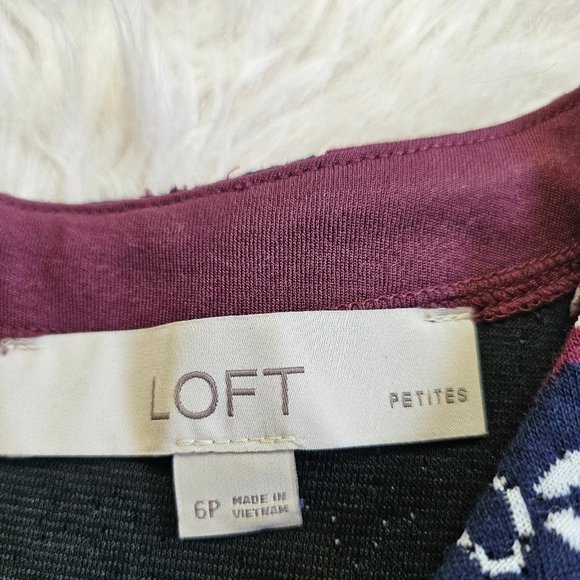 LOFT
PETITES
6P MADE IN
VIETNAM